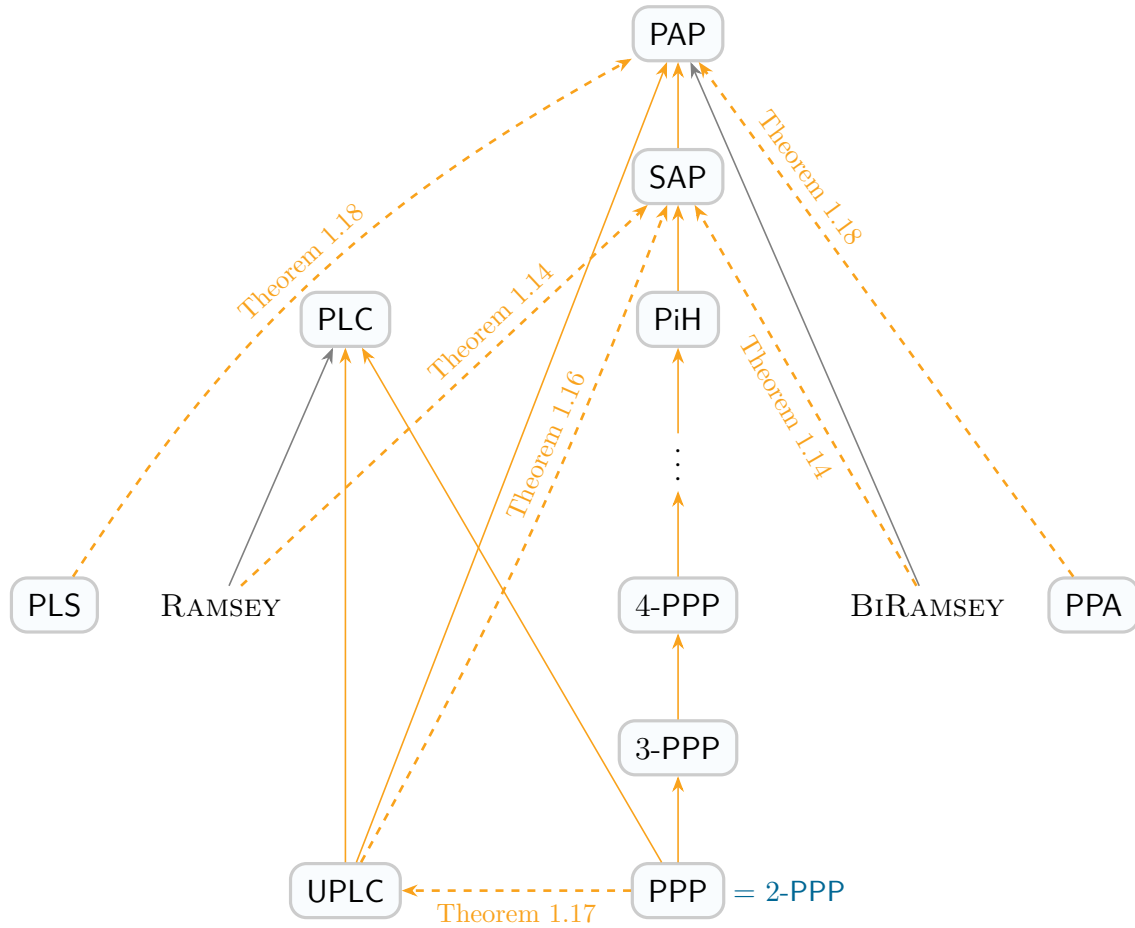 PAP
Theorem 1.18
Theorem 1.18
SAP
Theorem 1.14
PLC
PiH
Theorem 1.14
Theorem 1.16
⋮
PLS
RAMSEY
4-PPP
BIRAMSEY
PPA
3-PPP
UPLC
Theorem 1.17
PPP = 2-PPP